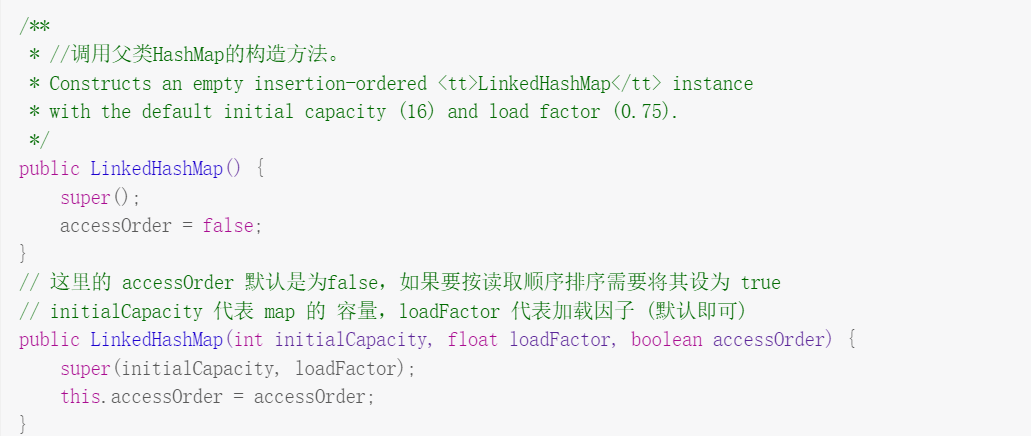 /**
 * //调用父类HashMap的构造方法。
 * Constructs an empty insertion-ordered <tt>LinkedHashMap</tt> instance
 * with the default initial capacity (16) and load factor (0.75).
 */
public LinkedHashMap() {
    super();
    accessOrder = false;
}
// 这里的 accessOrder 默认是为false，如果要按读取顺序排序需要将其设为 true
// initialCapacity 代表 map 的 容量，loadFactor 代表加载因子 (默认即可)
public LinkedHashMap(int initialCapacity, float loadFactor, boolean accessOrder) {
    super(initialCapacity, loadFactor);
    this.accessOrder = accessOrder;
}